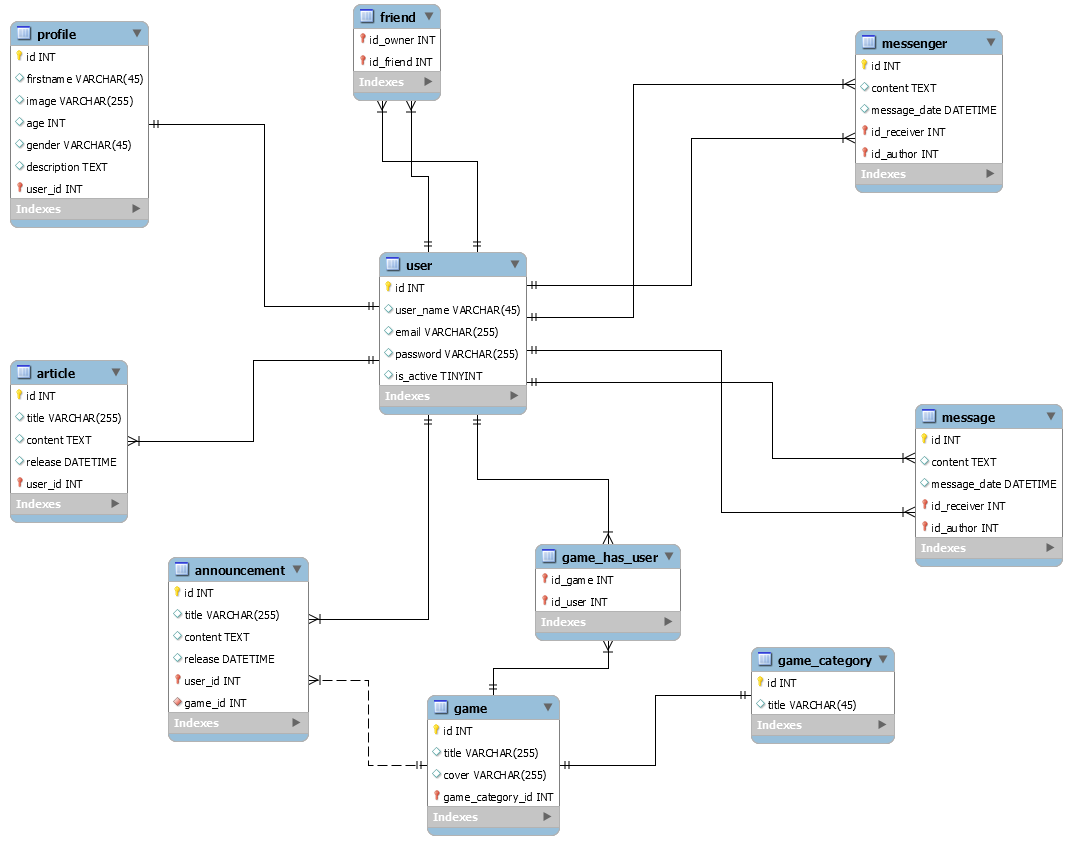 profile
id INT
firstname VARCHAR(45)
image VARCHAR(255)
age INT
gender VARCHAR(45)
description TEXT
user_id INT
Indexes
friend
id_owner INT
id_friend INT
Indexes
messenger
id INT
content TEXT
message_date DATETIME
id_receiver INT
id_author INT
Indexes
user
id INT
user_name VARCHAR(45)
email VARCHAR(255)
password VARCHAR(255)
is_active TINYINT
Indexes
article
id INT
title VARCHAR(255)
content TEXT
release DATETIME
user_id INT
Indexes
message
id INT
content TEXT
message_date DATETIME
id_receiver INT
id_author INT
Indexes
announcement
id INT
title VARCHAR(255)
content TEXT
release DATETIME
user_id INT
game_id INT
Indexes
game_has_user
id_game INT
id_user INT
Indexes
game_category
id INT
title VARCHAR(45)
Indexes
game
id INT
title VARCHAR(255)
cover VARCHAR(255)
game_category_id INT
Indexes